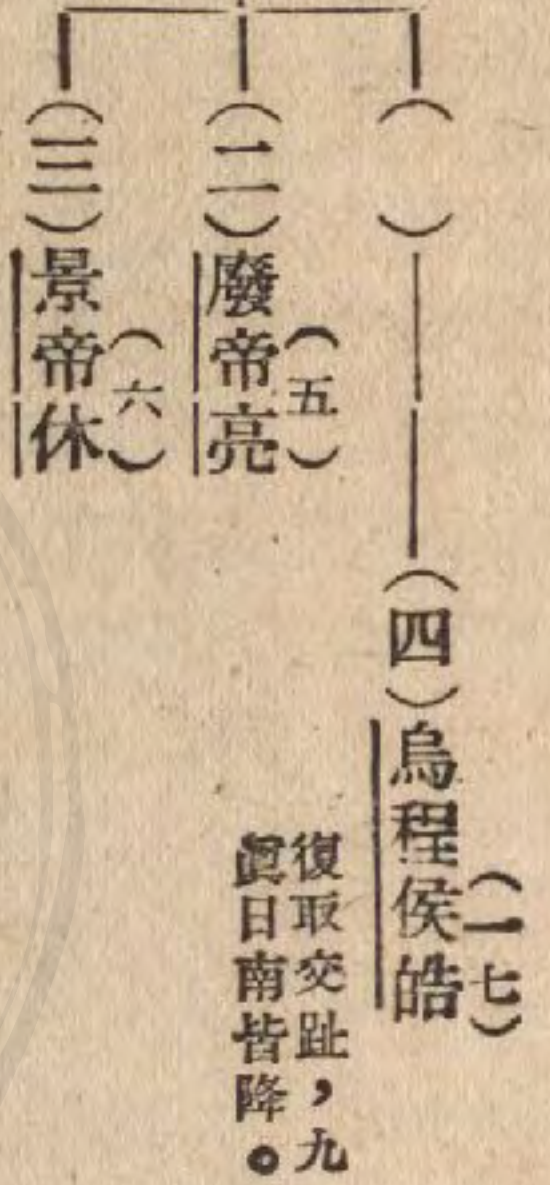 （　）
（四）烏程侯皓
（一七）
復取交趾，九
眞日南皆降。
（二）廢帝亮
（五）
（三）景帝休
（六）